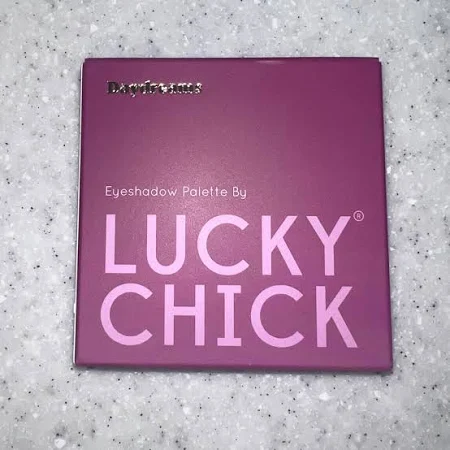 Daydreams
Eyeshadow Palette By
LUCKY®
CHICK